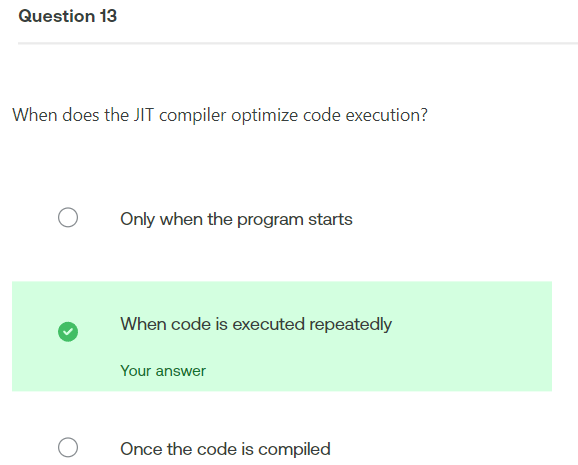 Question 13
When does the JIT compiler optimize code execution?
Only when the program starts
When code is executed repeatedly
Your answer
Once the code is compiled